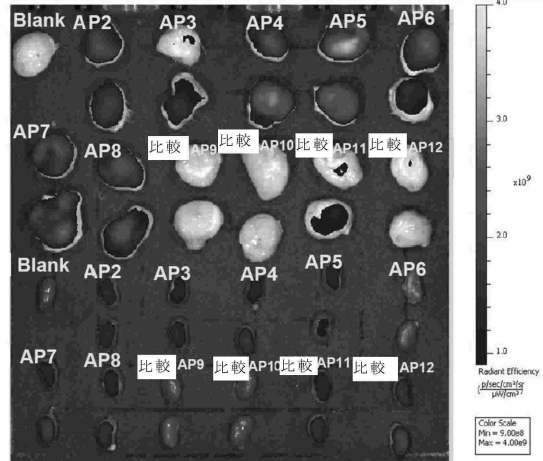 Blank AP2 AP3 AP4 AP5 AP6
AP7 AP8 比較 AP9 比較 AP10 比較 AP11 比較 AP12
Blank AP2 AP3 AP4 AP5 AP6
AP7 AP8 比較 AP9 比較 AP10 比較 AP11 比較 AP12
4.0
3.0
x10⁹
2.0
1.0
Radiant Efficiency
(p/sec/cm²/sr / µW/cm²)
Color Scale
Min = 9.00e8
Max = 4.00e9